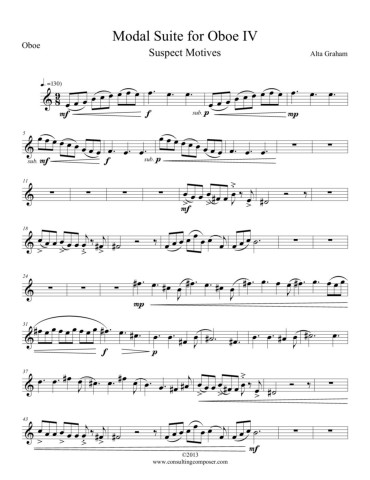 Modal Suite for Oboe IV
Oboe
Suspect Motives
Alta Graham
(♩.=130)
mf f sub. p mp
5
sub. mf f sub. p
11
mf
18
24
mp
31
f p
37
43
©2013
www.consultingcomposer.com